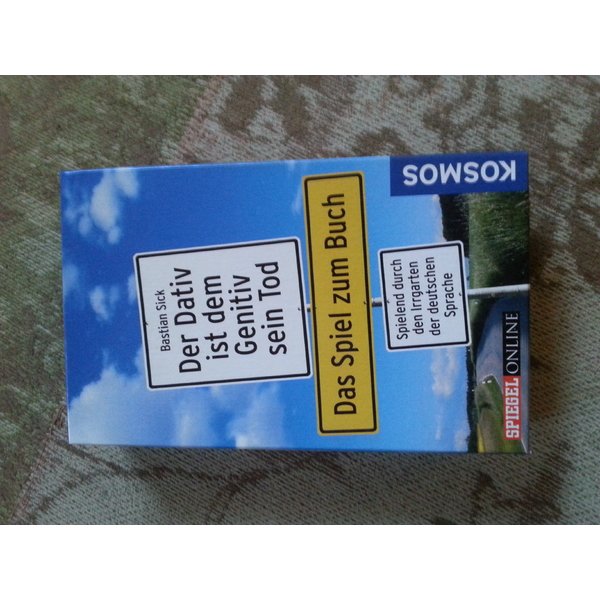 Bastian Sick
Der Dativ
ist dem
Genitiv
sein Tod
Das Spiel zum Buch
Spielend durch
den Irrgarten
der deutschen
Sprache
SPIEGEL ONLINE
KOSMOS